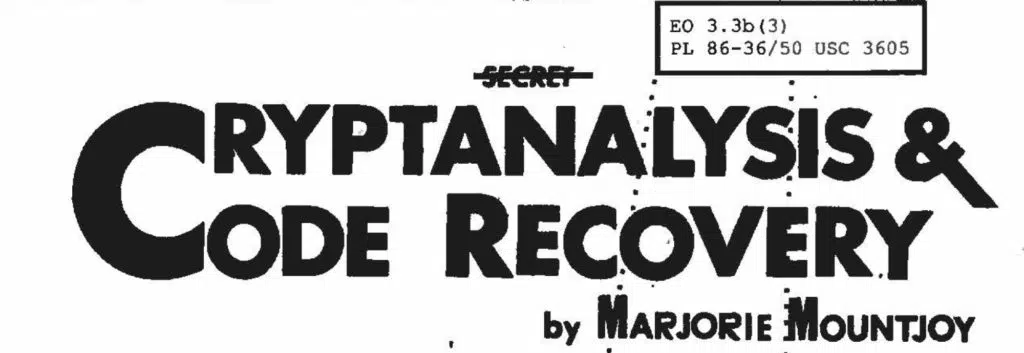 EO 3.3b(3)
PL 86-36/50 USC 3605
SECRET
CRYPTANALYSIS &
CODE RECOVERY
by MARJORIE MOUNTJOY